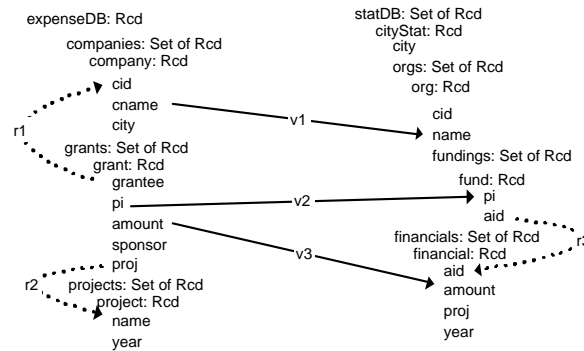 expenseDB: Rcd
companies: Set of Rcd
company: Rcd
cid
cname
city
r1
grants: Set of Rcd
grant: Rcd
grantee
pi
amount
sponsor
proj
r2
projects: Set of Rcd
project: Rcd
name
year
v1
v2
v3
statDB: Set of Rcd
cityStat: Rcd
city
orgs: Set of Rcd
org: Rcd
cid
name
fundings: Set of Rcd
fund: Rcd
pi
aid
financials: Set of Rcd
financial: Rcd
r3
aid
amount
proj
year